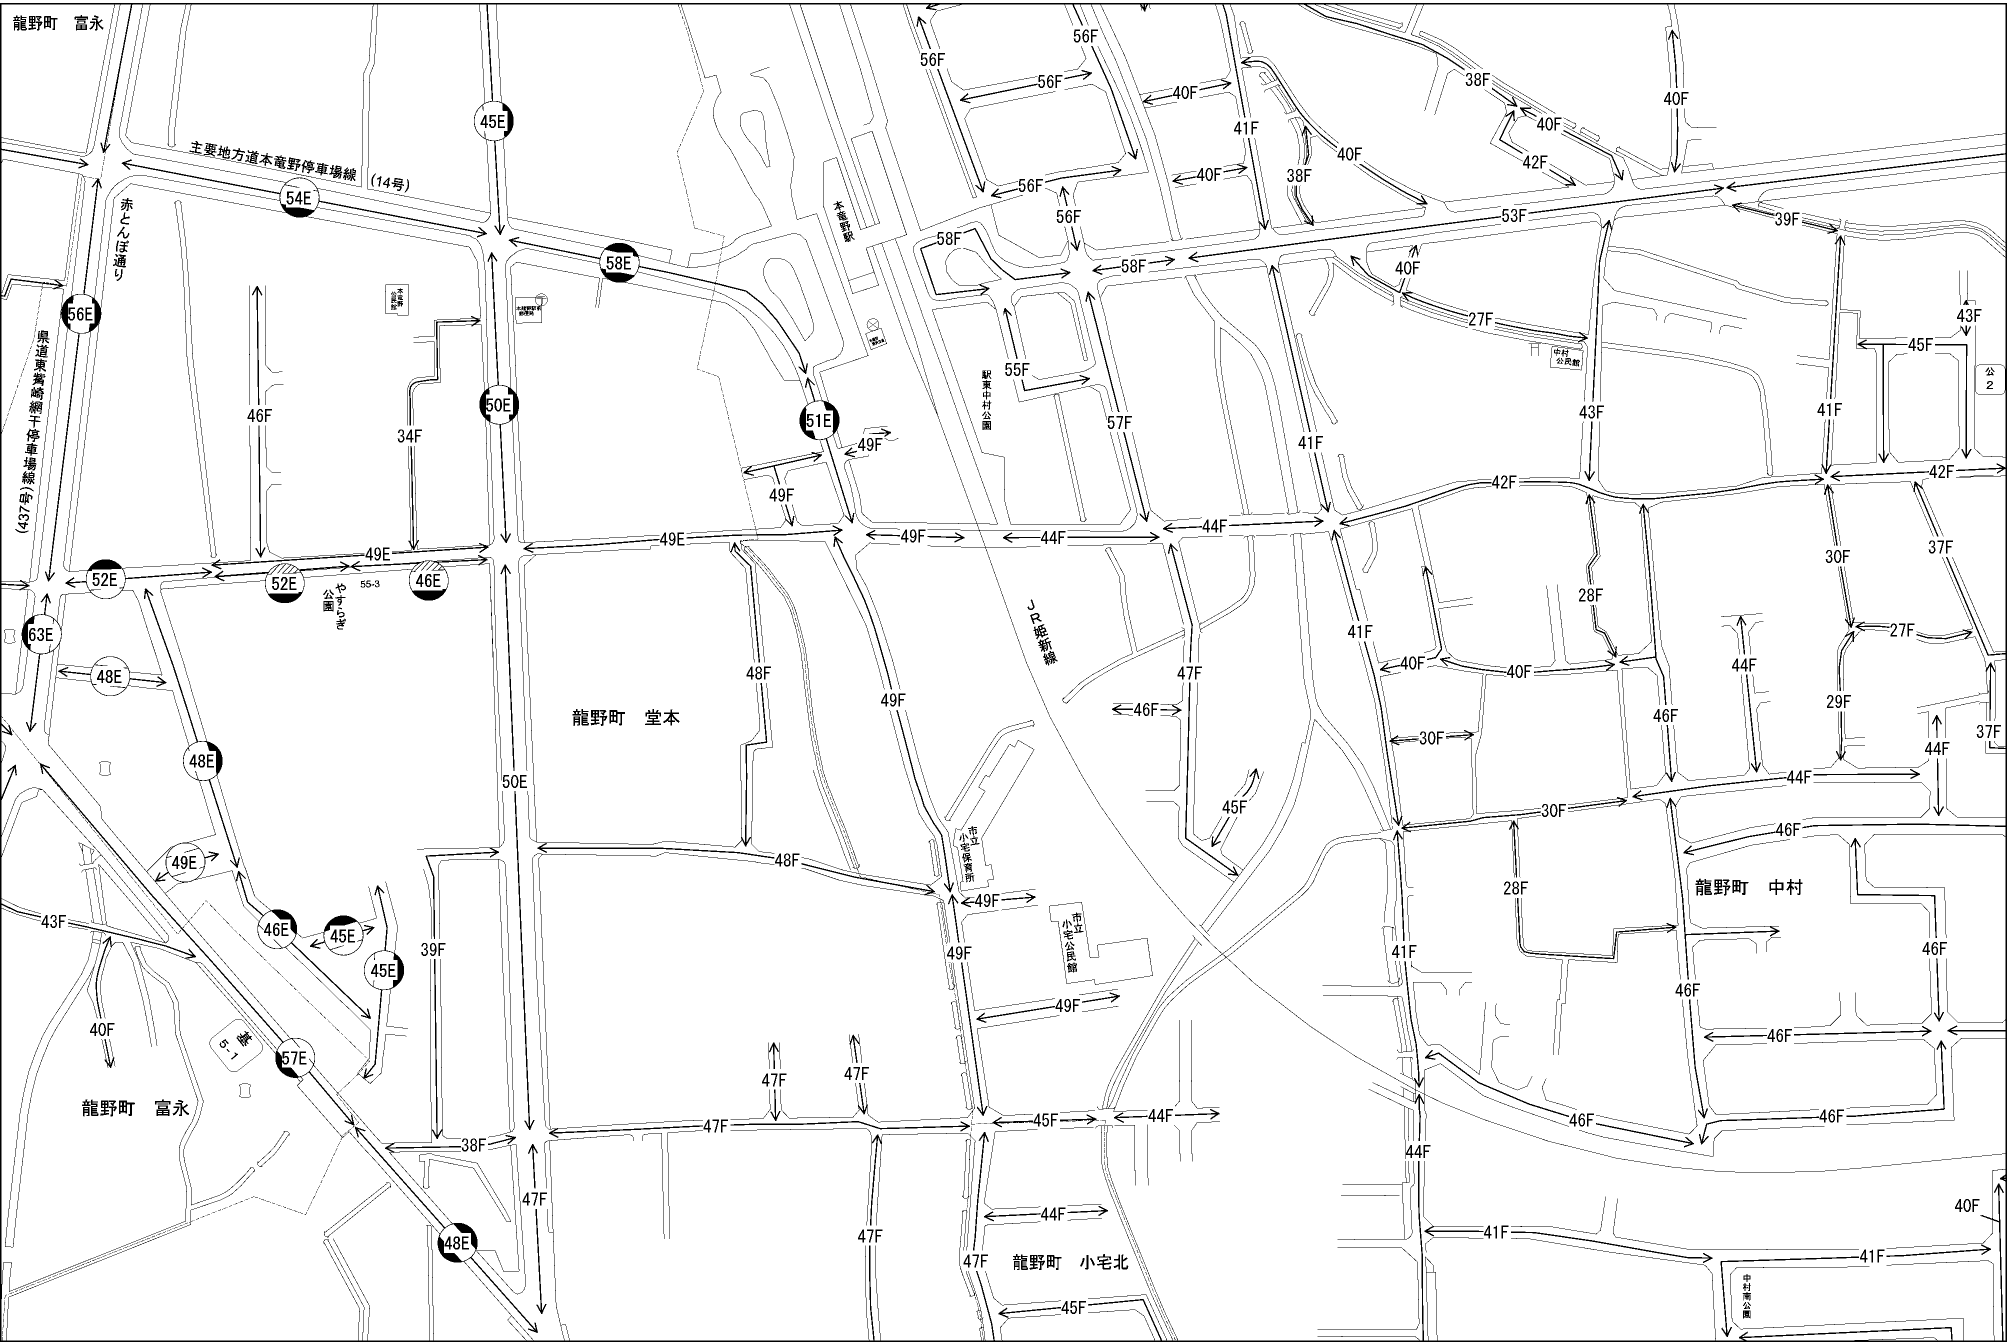 龍野町　富永
56F
56F
56F
38F
40F
45E
40F
41F
40F
40F
主要地方道本竜野停車場線 (14号)
54E
56F
40F
38F
40F
42F
赤とんぼ通り
本竜野駅
56F
53F
39F
58F
58F
58E
40F
56E
27F
43F
45F
県道東觜崎網干停車場線(437号)
本竜野公民館
中村公民館
公2
駅東中村公園
55F
46F
34F
50E
51E
49F
57F
41F
43F
41F
49F
42F
42F
49E
49E
49F
44F
44F
30F
37F
52E
52E
46E
55-3
やすらぎ公園
28F
63E
48E
JR姫新線
41F
40F
40F
44F
27F
48F
49F
47F
46F
龍野町　堂本
46F
29F
37F
30F
44F
48E
50E
44F
45F
30F
46F
市立小宅保育所
49E
48F
28F
龍野町　中村
49F
43F
46E
45E
45E
39F
49F
市立小宅公民館
41F
46F
46F
49F
40F
基5-1
57E
46F
47F
47F
龍野町　富永
47F
45F
44F
46F
46F
38F
44F
47F
44F
40F
47F
48E
47F
龍野町　小宅北
41F
41F
45F
中村南公園